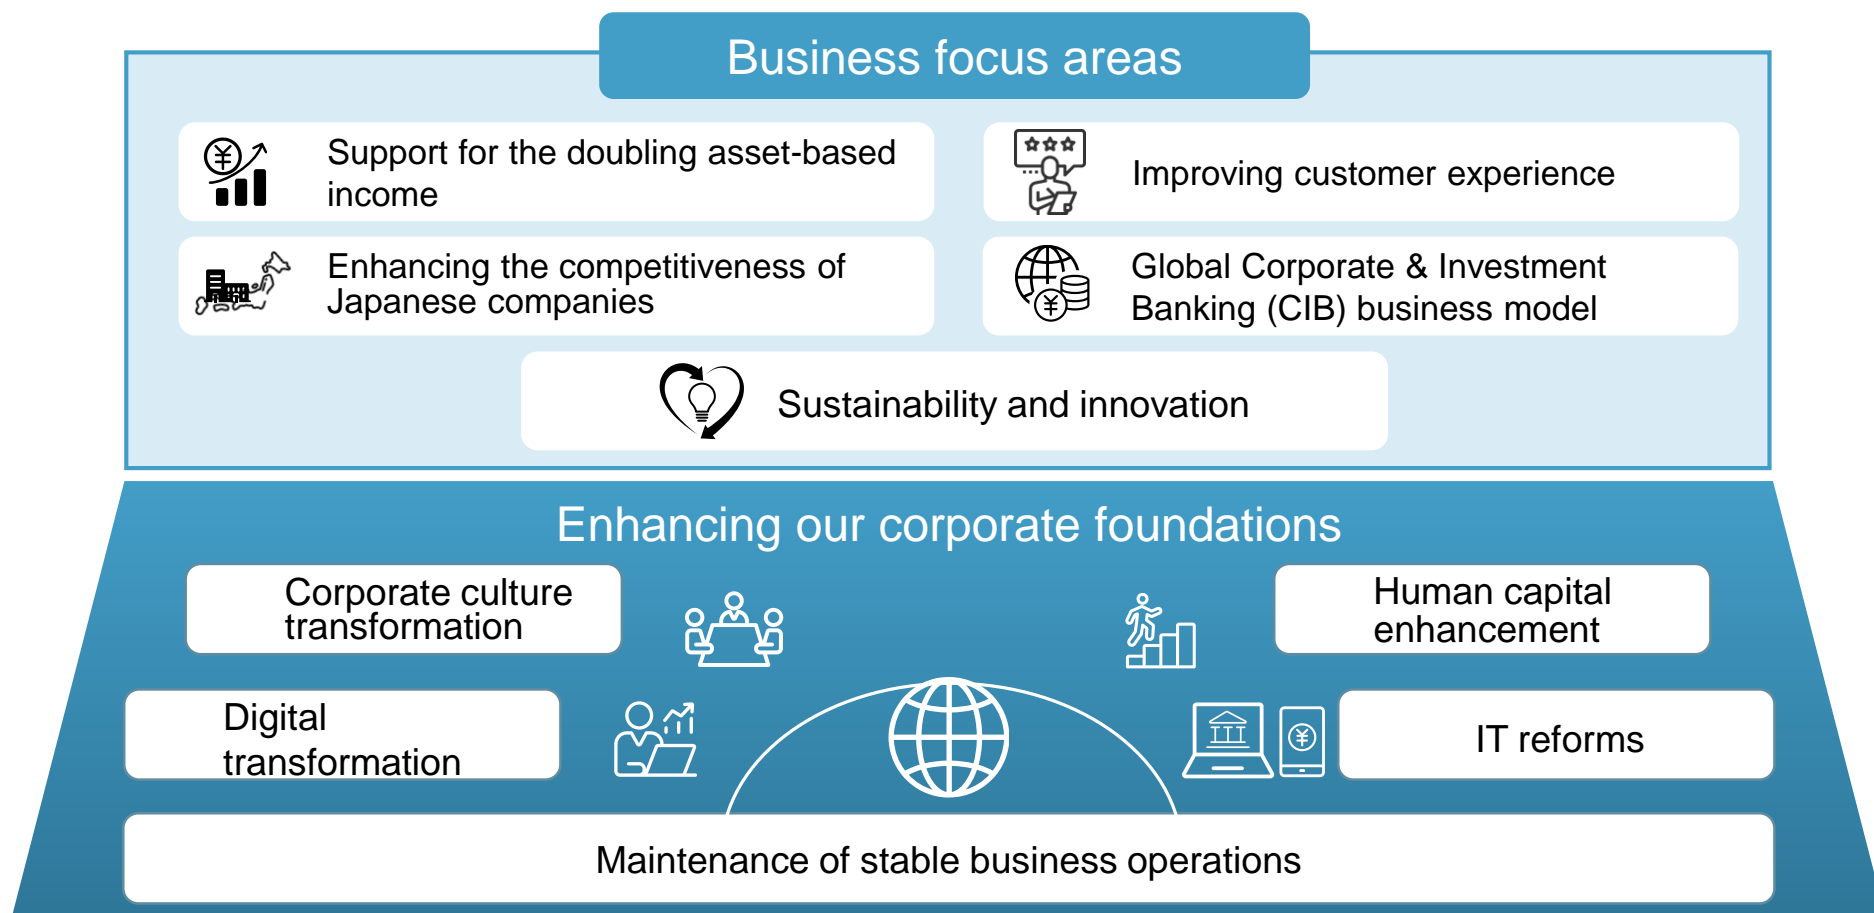 Business focus areas
Support for the doubling asset-based
income
Improving customer experience
Enhancing the competitiveness of
Japanese companies
Global Corporate & Investment
Banking (CIB) business model
Sustainability and innovation
Enhancing our corporate foundations
Corporate culture
transformation
Human capital
enhancement
Digital
transformation
IT reforms
Maintenance of stable business operations